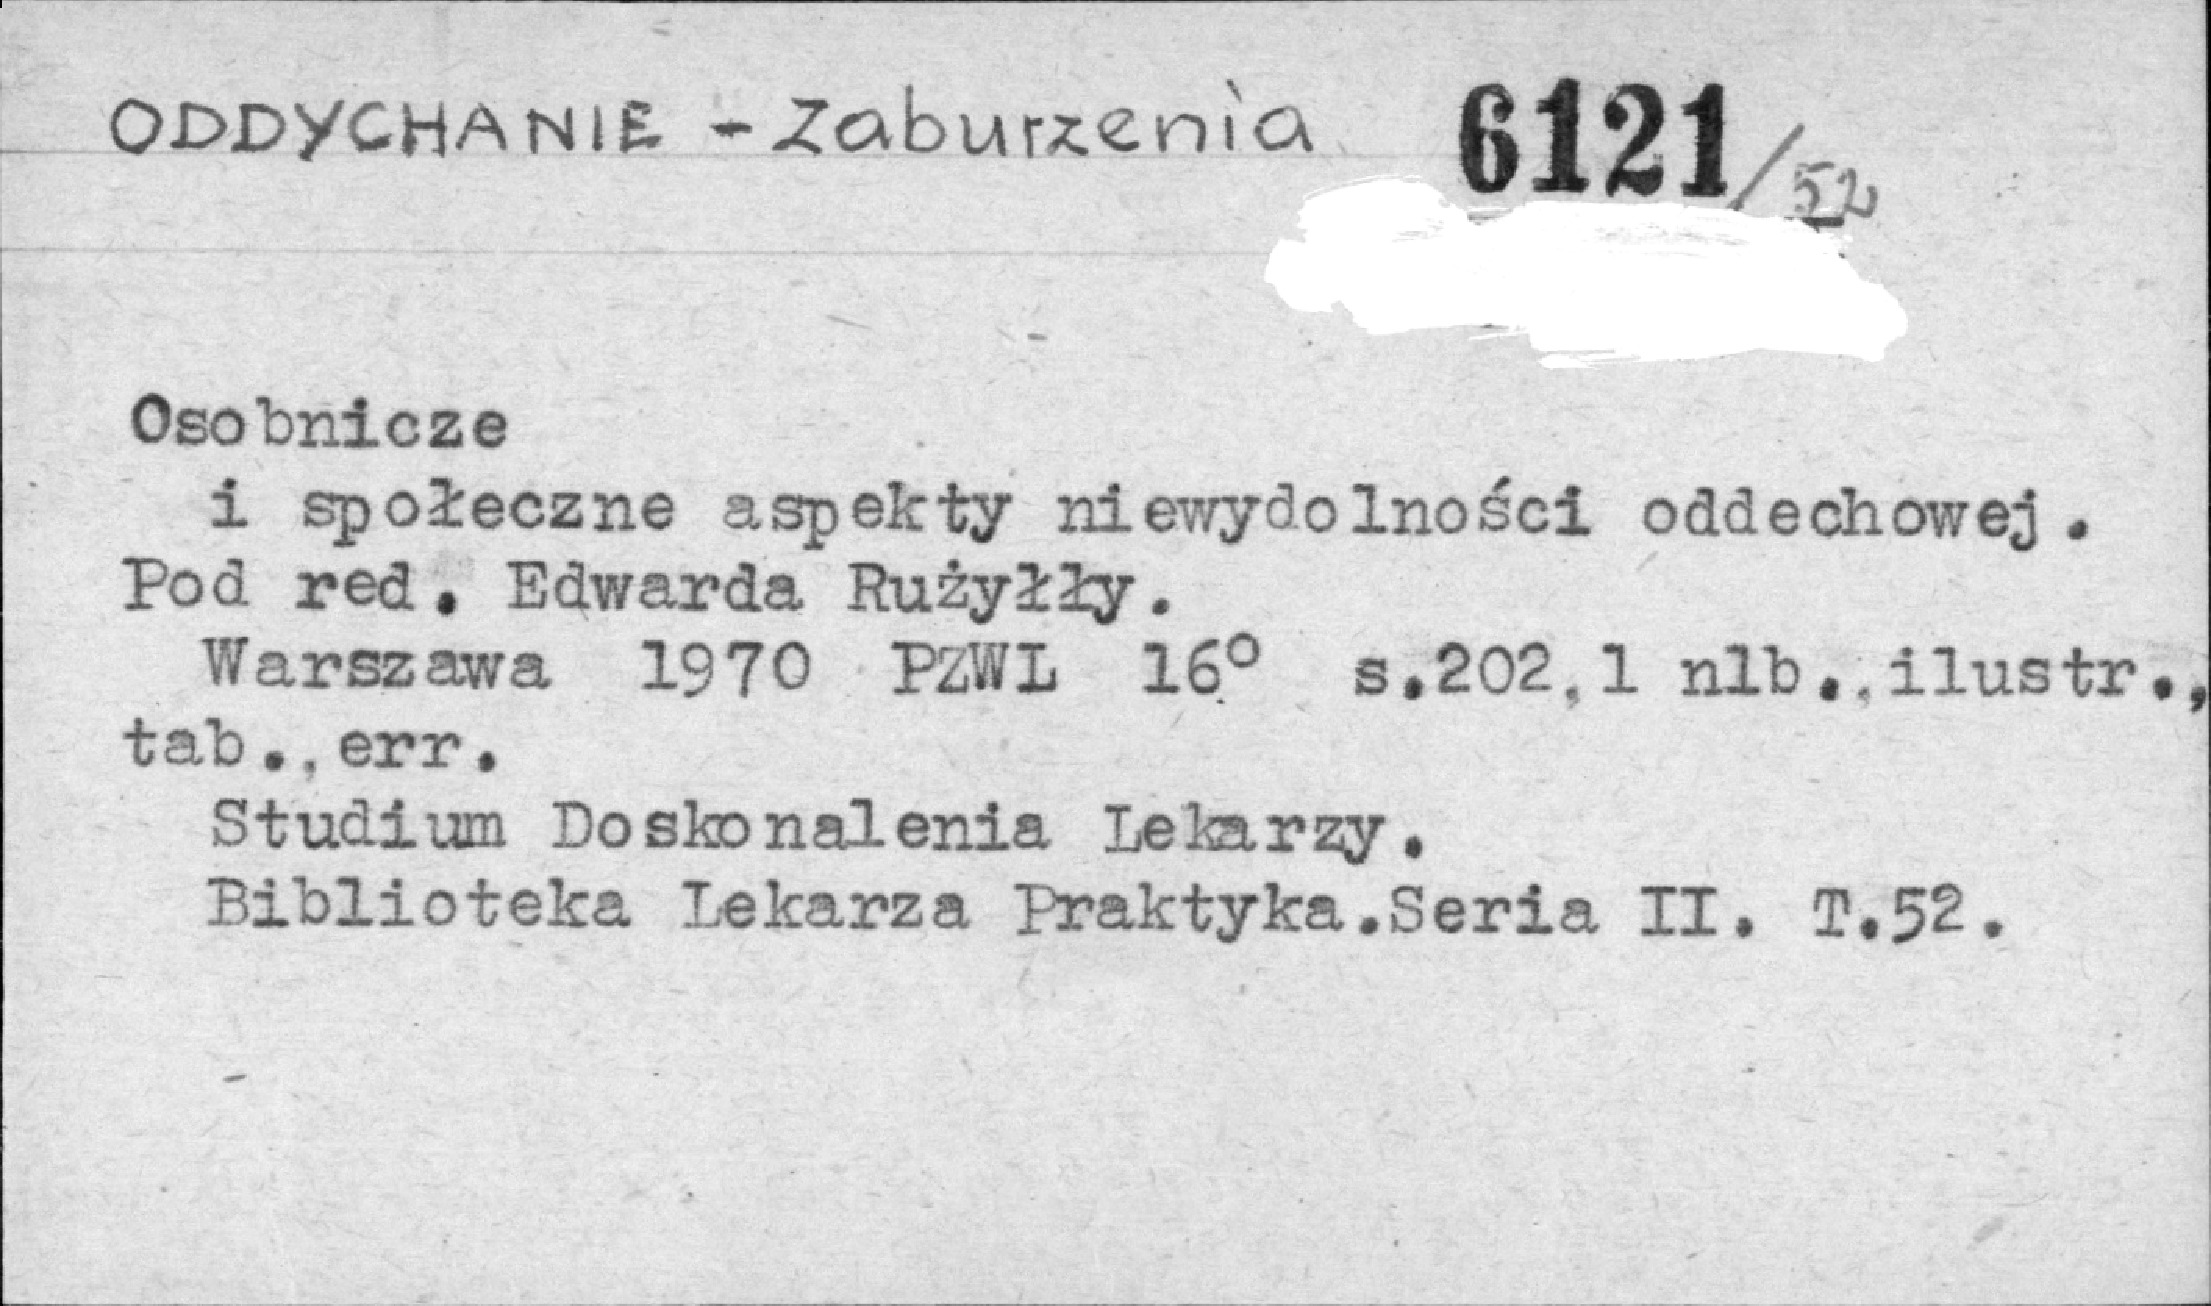 ODDYCHANIE - zaburzenia 6121/52
Osobnicze
i społeczne aspekty niewydolności oddechowej.
Pod red. Edwarda Rużyłły.
Warszawa 1970 PZWL 16° s.202,1 nlb.,ilustr.,
tab.,err.
Studium Doskonalenia Lekarzy.
Biblioteka Lekarza Praktyka.Seria II. T.52.